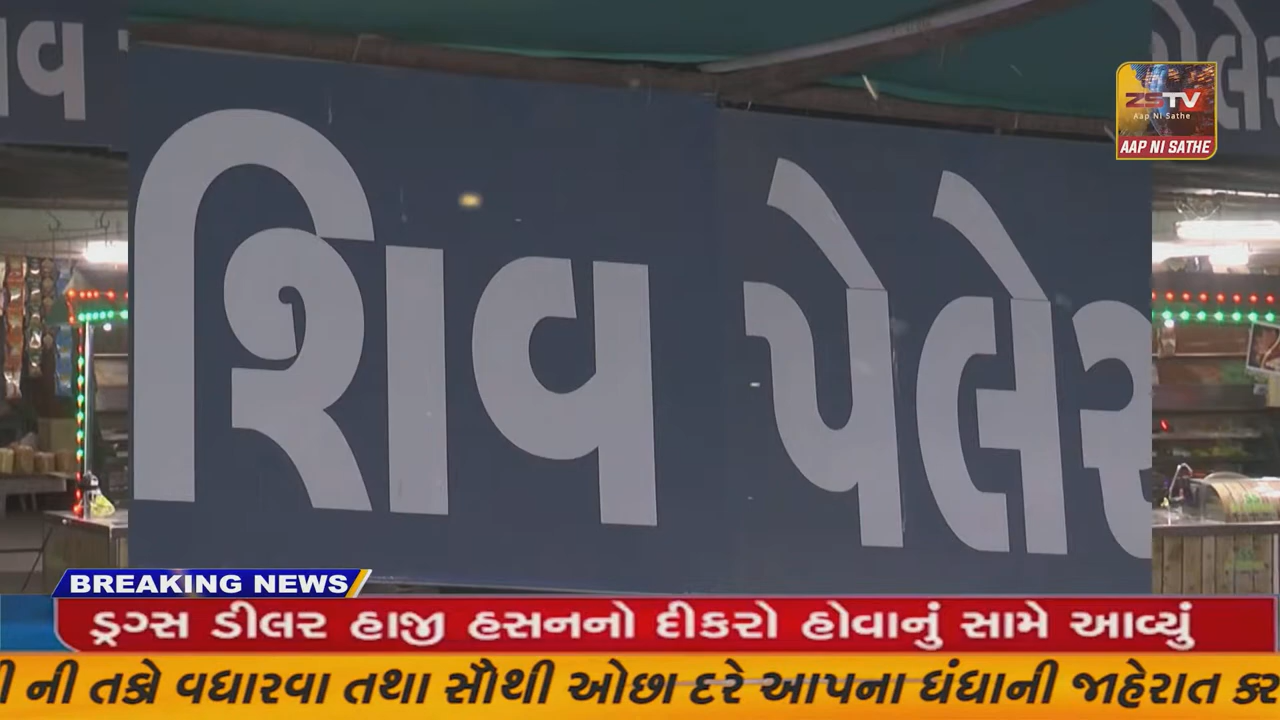 શિવ પેલે
ZSTV
Aap Ni Sathe
AAP NI SATHE
BREAKING NEWS
ડ્રગ્સ ડીલર હાજી હસનનો દીકરો હોવાનું સામે આવ્યું
ની તકો વધારવા તથા સૌથી ઓછા દરે આપના ધંધાની જાહેરાત કર